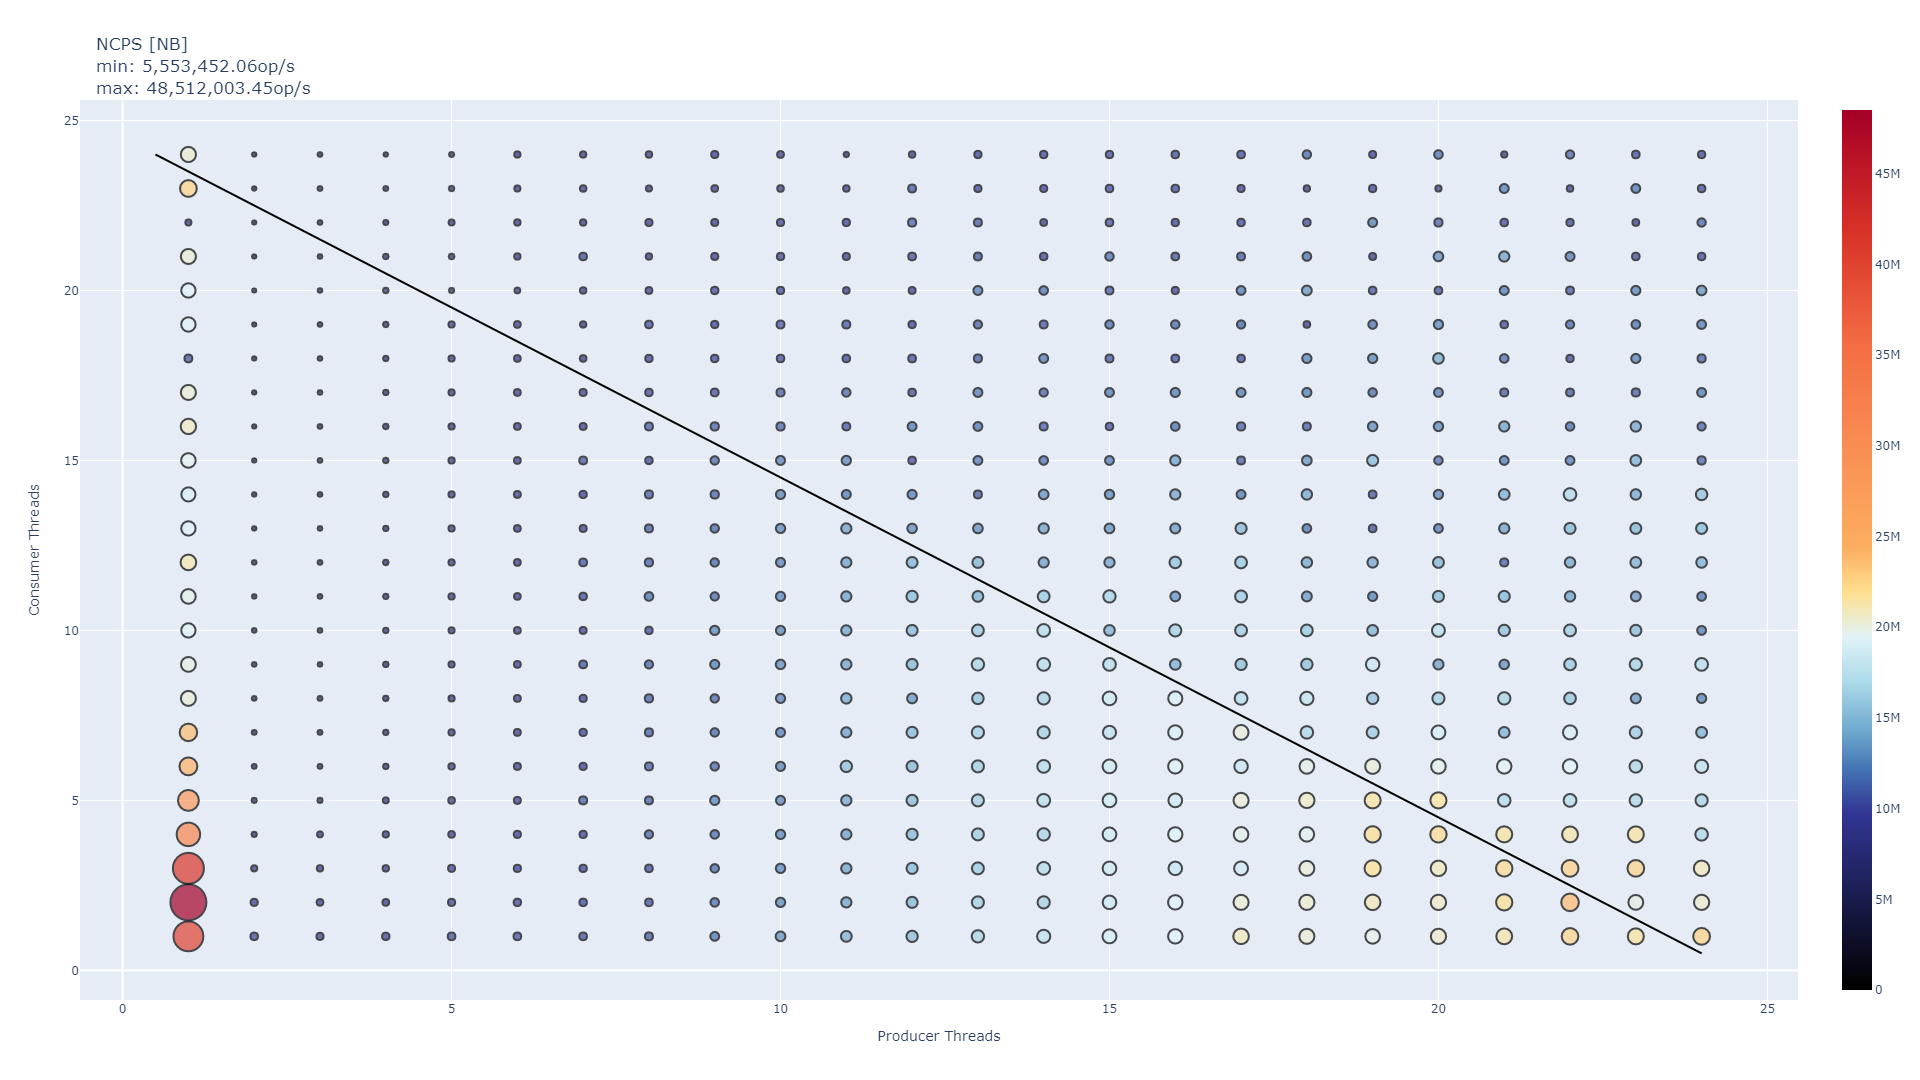 NCPS [NB]
min: 5,553,452.06op/s
max: 48,512,003.45op/s
25
20
15
10
5
0
Consumer Threads
0
5
10
15
20
25
Producer Threads
45M
40M
35M
30M
25M
20M
15M
10M
5M
0